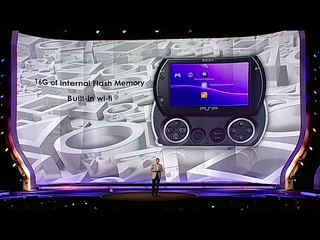 16G of Internal Flash Memory
Built-in wi-fi
SONY
PSP